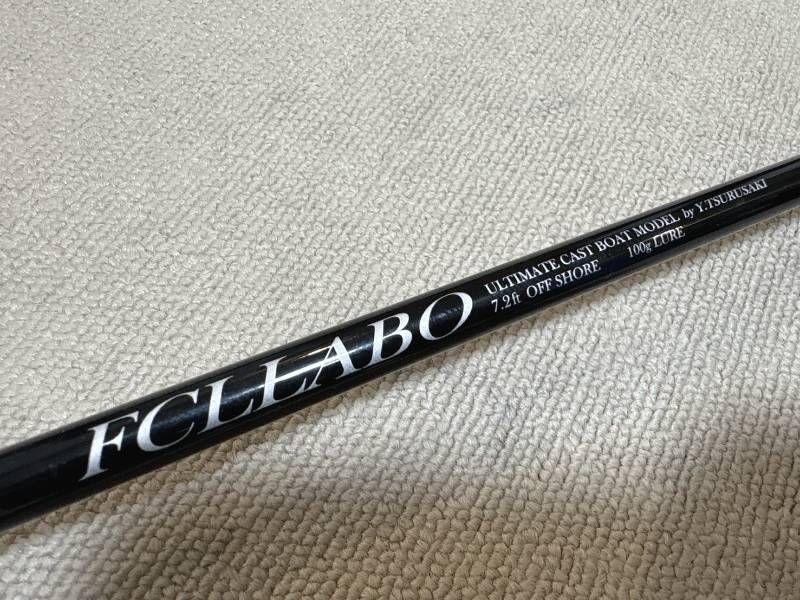 FCLLABO
ULTIMATE CAST BOAT MODEL by Y.TSURUSAKI
7.2ft OFF SHORE 100g LURE